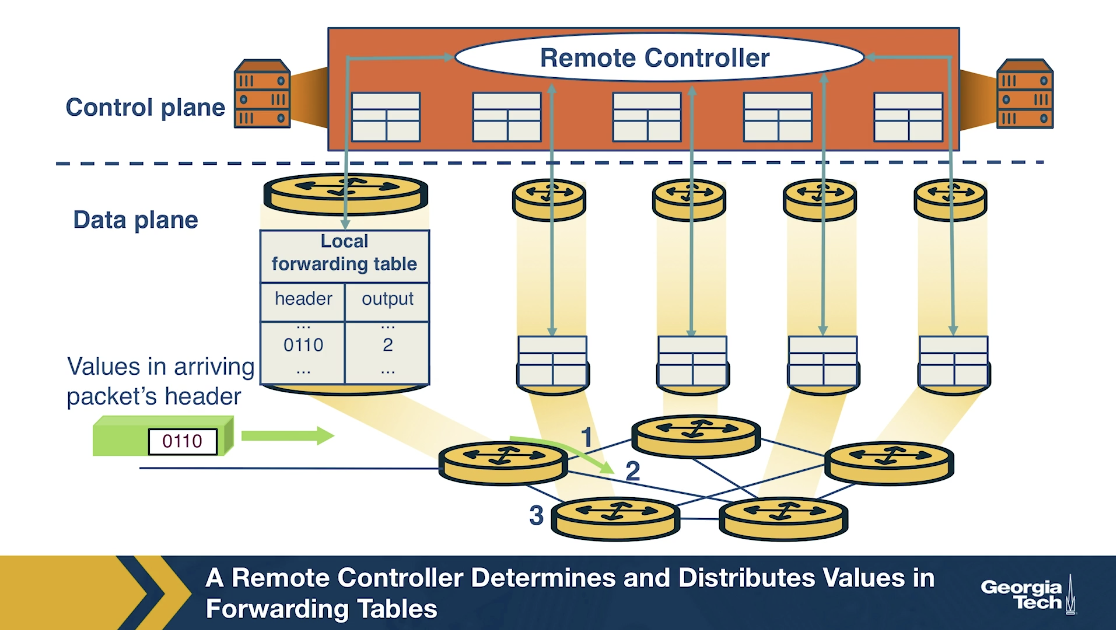 Remote Controller
Control plane
Data plane
Local
forwarding table
header output
... ...
0110 2
... ...
Values in arriving
packet's header
0110
1
2
3
A Remote Controller Determines and Distributes Values in
Forwarding Tables
Georgia
Tech